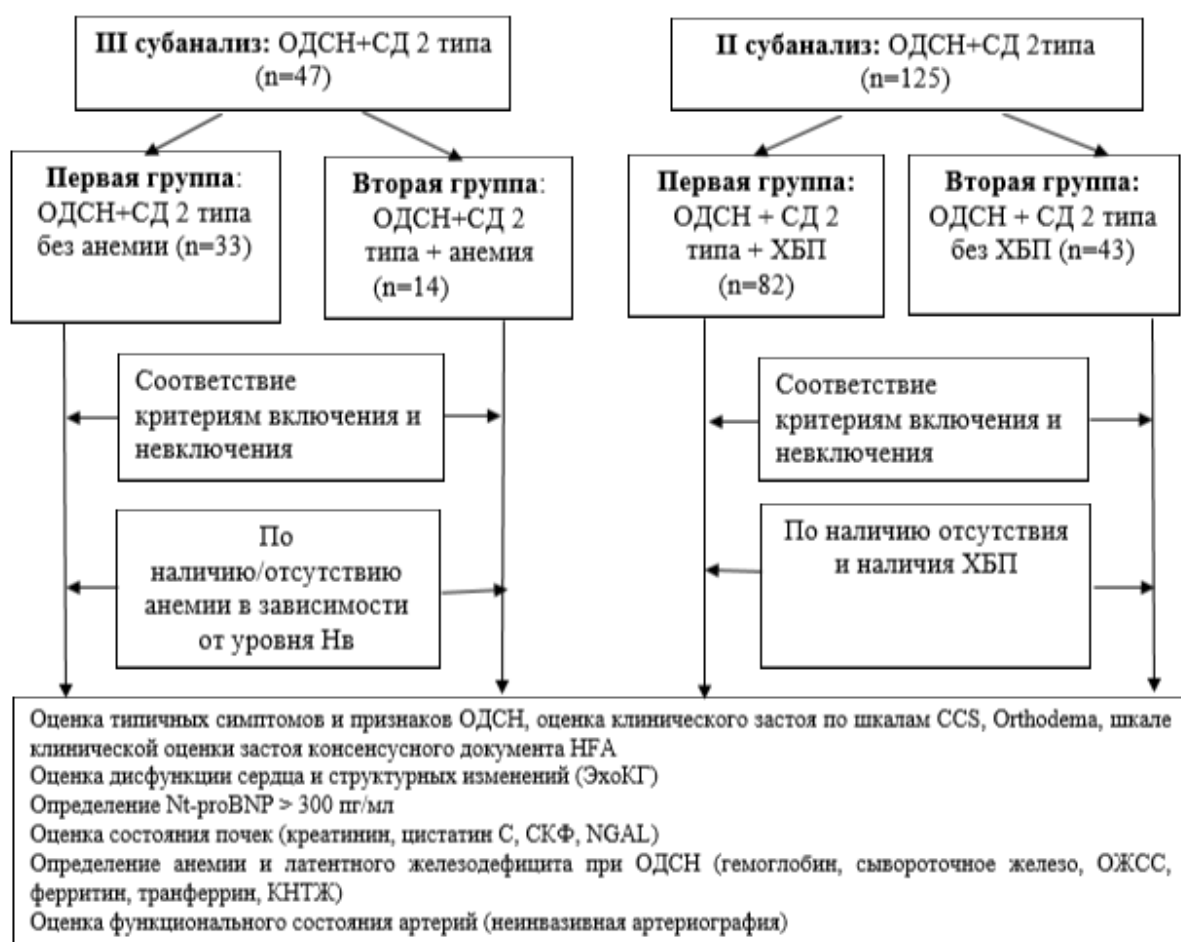 III субанализ: ОДСН+СД 2 типа
(n=47)
II субанализ: ОДСН+СД 2типа
(n=125)
Первая группа:
ОДСН+СД 2 типа
без анемии (n=33)
Вторая группа:
ОДСН+СД 2
типа + анемия
(n=14)
Первая группа:
ОДСН + СД 2
типа + ХБП
(n=82)
Вторая группа:
ОДСН + СД 2 типа
без ХБП (n=43)
Соответствие
критериям включения и
невключения
Соответствие
критериям включения и
невключения
По
наличию/отсутствию
анемии в зависимости
от уровня Нв
По наличию отсутствия
и наличия ХБП
Оценка типичных симптомов и признаков ОДСН, оценка клинического застоя по шкалам CCS, Orthodema, шкале
клинической оценки застоя консенсусного документа HFA
Оценка дисфункции сердца и структурных изменений (ЭхоКГ)
Определение Nt-proBNP > 300 пг/мл
Оценка состояния почек (креатинин, цистатин С, СКФ, NGAL)
Определение анемии и латентного железодефицита при ОДСН (гемоглобин, сывороточное железо, ОЖСС,
ферритин, транферрин, КНТЖ)
Оценка функционального состояния артерий (неинвазивная артериография)